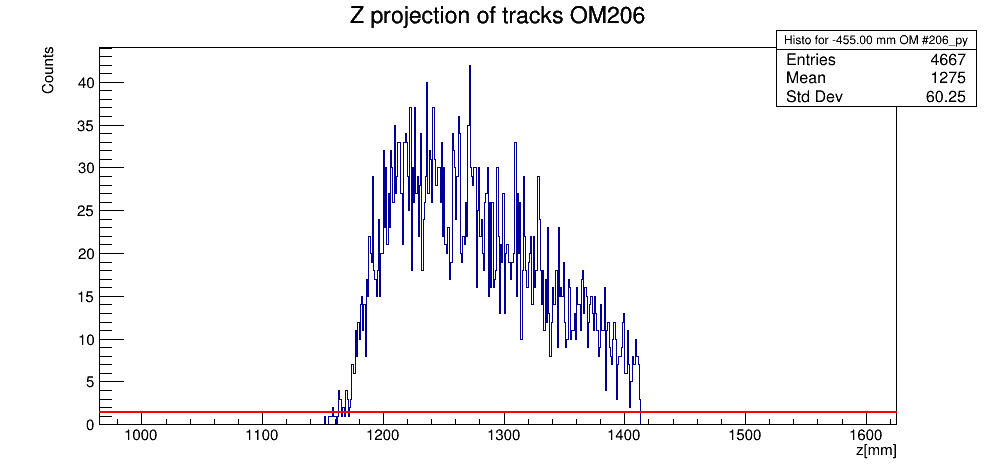 Z projection of tracks OM206
Histo for -455.00 mm OM #206_py
Entries 4667
Mean 1275
Std Dev 60.25
Counts
40
35
30
25
20
15
10
5
0
1000 1100 1200 1300 1400 1500 1600
z[mm]